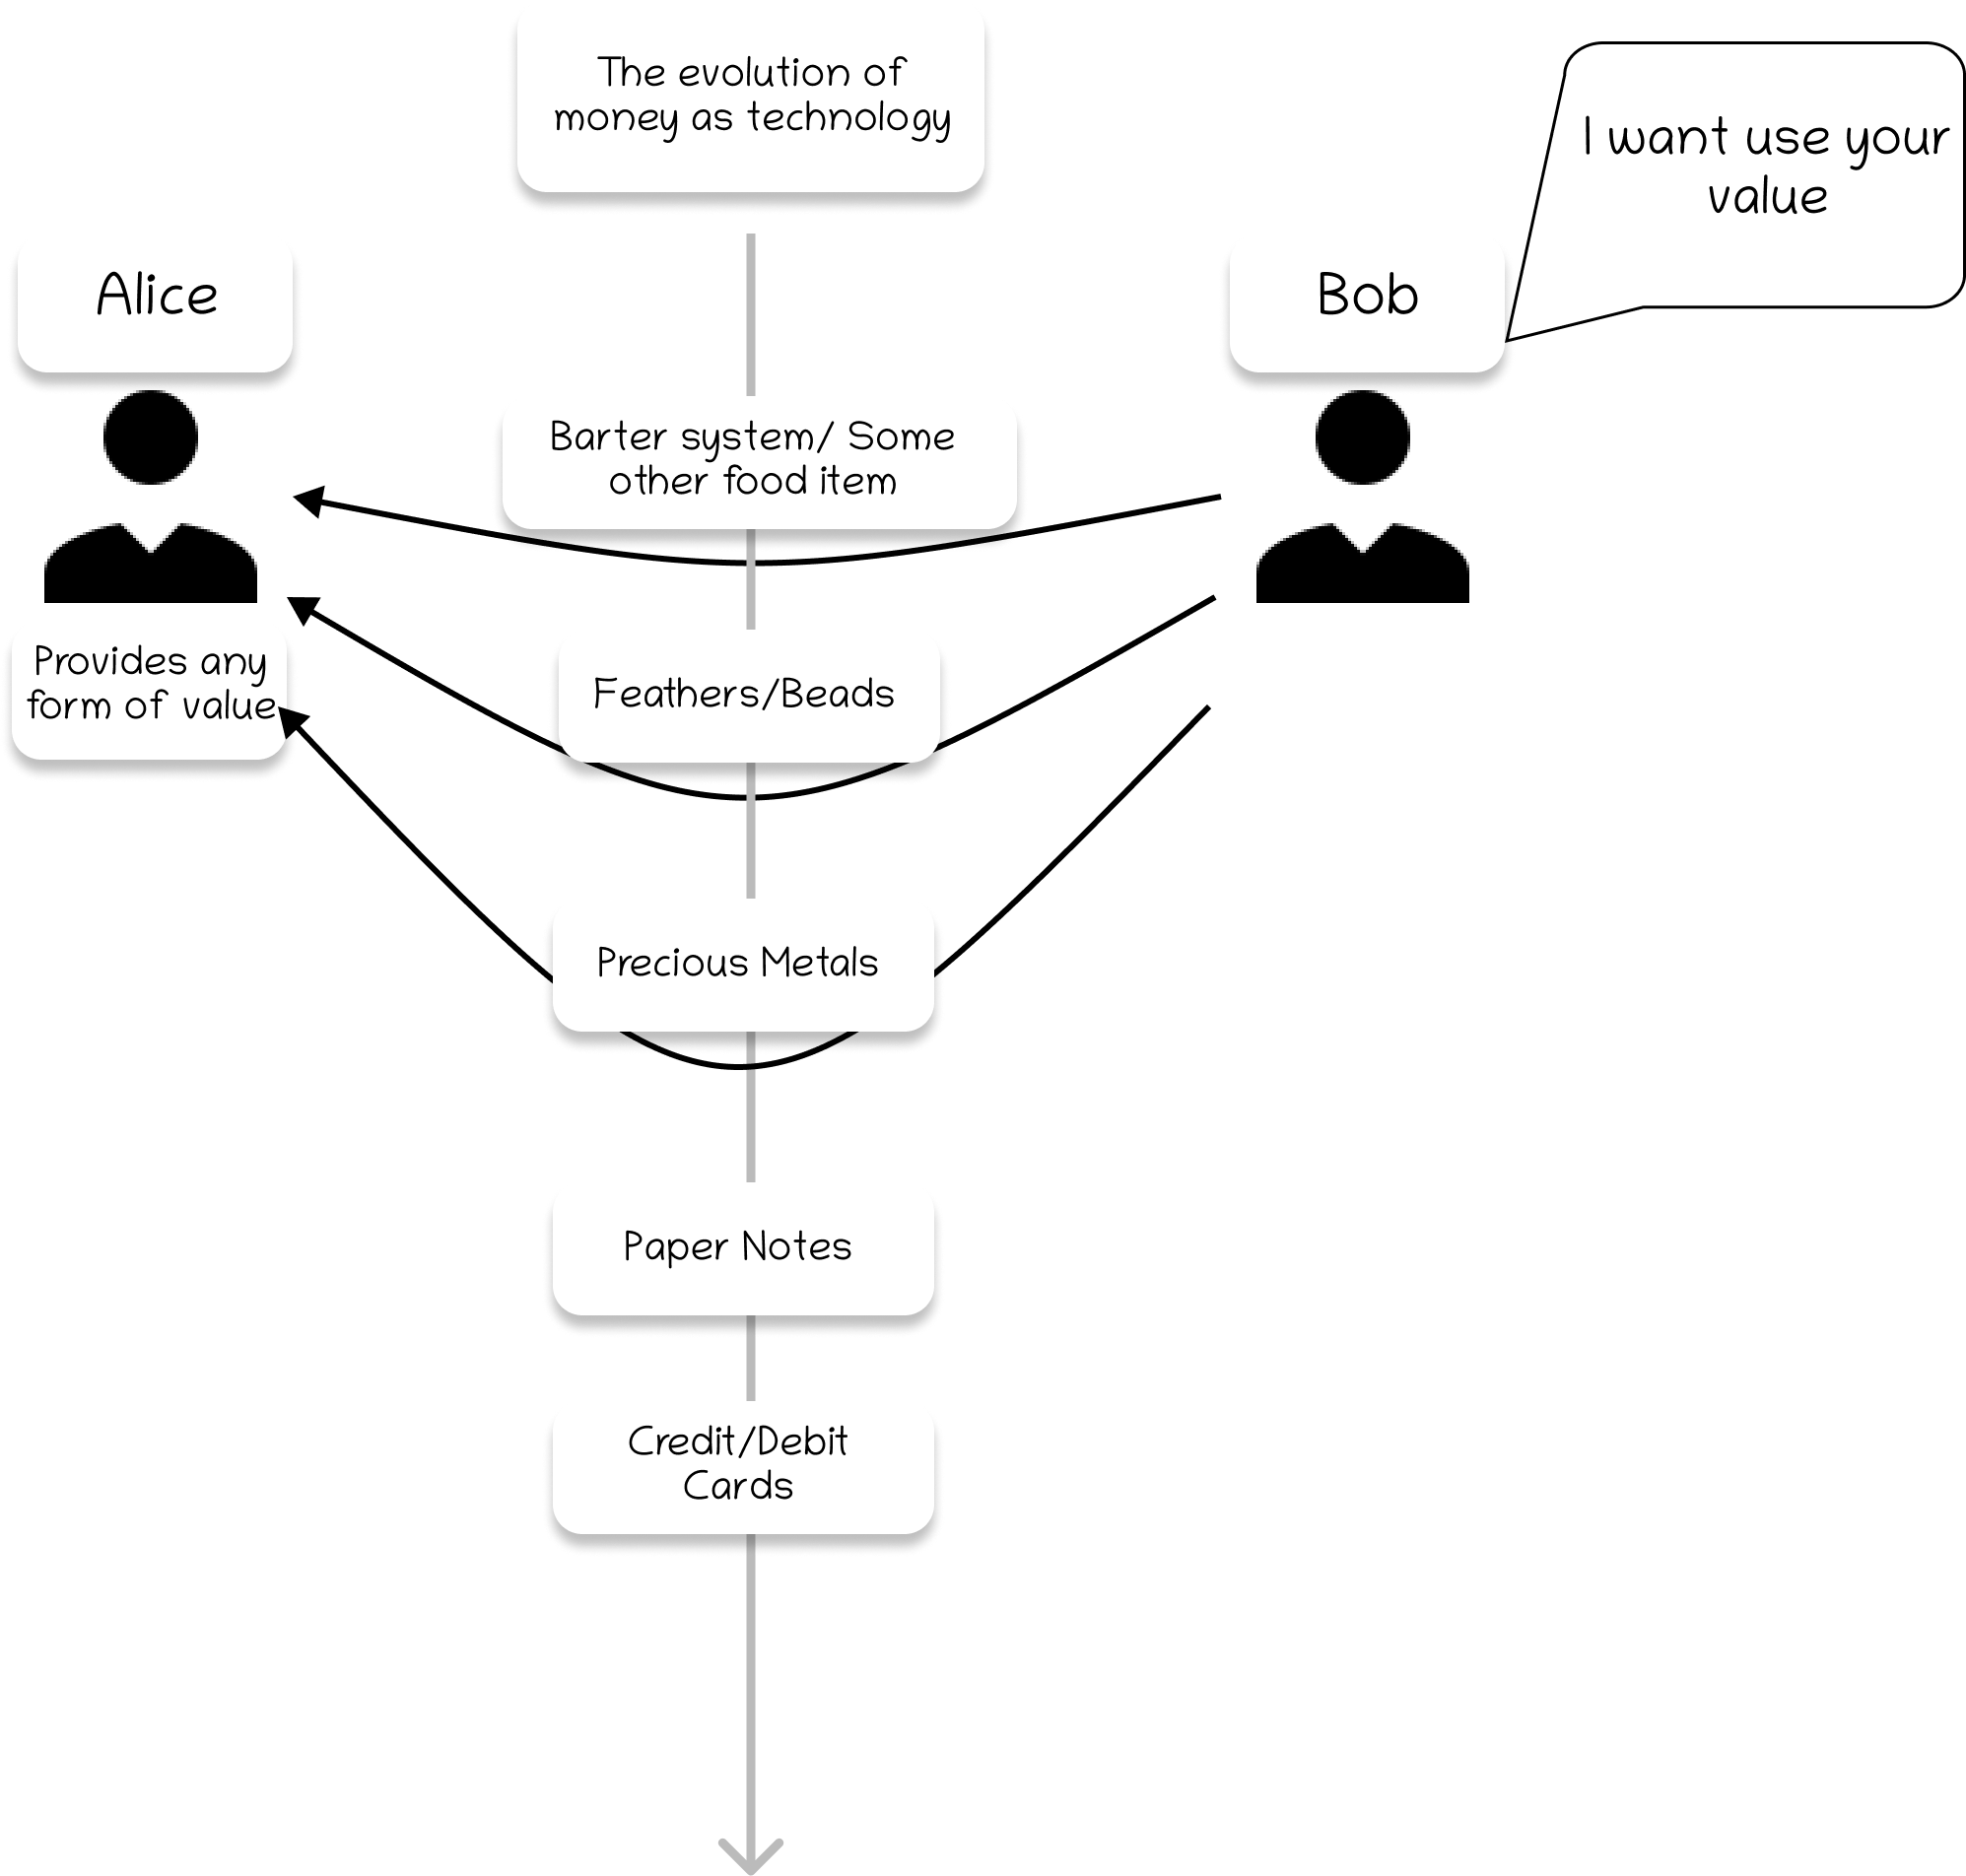 The evolution of
money as technology
I want use your
value
Alice
Bob
Barter system/ Some
other food item
Provides any
form of value
Feathers/Beads
Precious Metals
Paper Notes
Credit/Debit
Cards